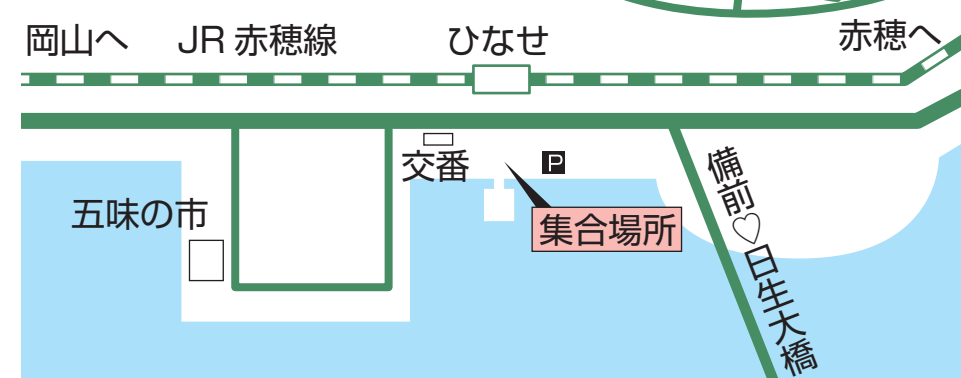 岡山へ
JR 赤穂線
ひなせ
赤穂へ
交番
P
五味の市
集合場所
備前♡日生大橋